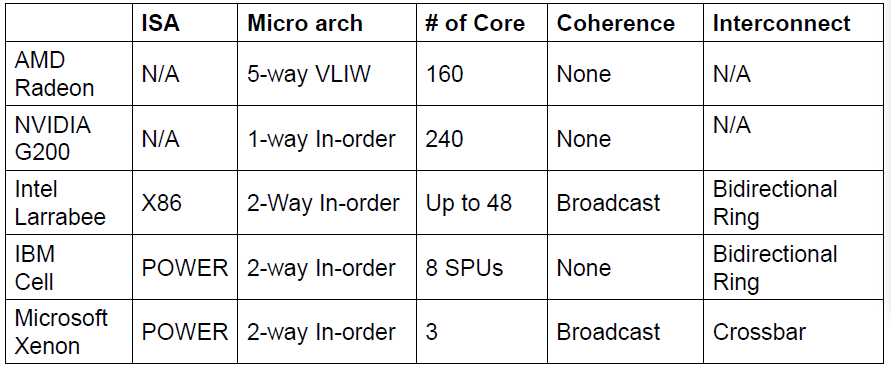 ISA Micro arch # of Core Coherence Interconnect
AMD Radeon N/A 5-way VLIW 160 None N/A
NVIDIA G200 N/A 1-way In-order 240 None N/A
Intel Larrabee X86 2-Way In-order Up to 48 Broadcast Bidirectional Ring
IBM Cell POWER 2-way In-order 8 SPUs None Bidirectional Ring
Microsoft Xenon POWER 2-way In-order 3 Broadcast Crossbar